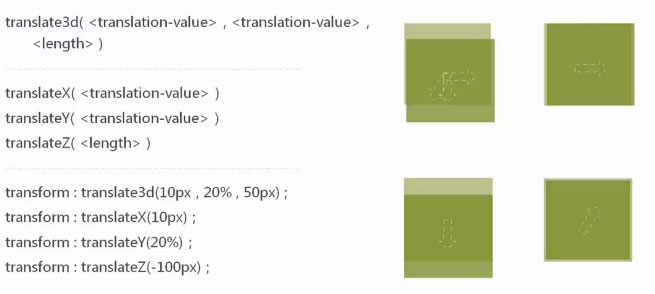 translate3d( <translation-value> , <translation-value> ,
<length> )
translateX( <translation-value> )
translateY( <translation-value> )
translateZ( <length> )
transform : translate3d(10px , 20% , 50px) ;
transform : translateX(10px) ;
transform : translateY(20%) ;
transform : translateZ(-100px) ;